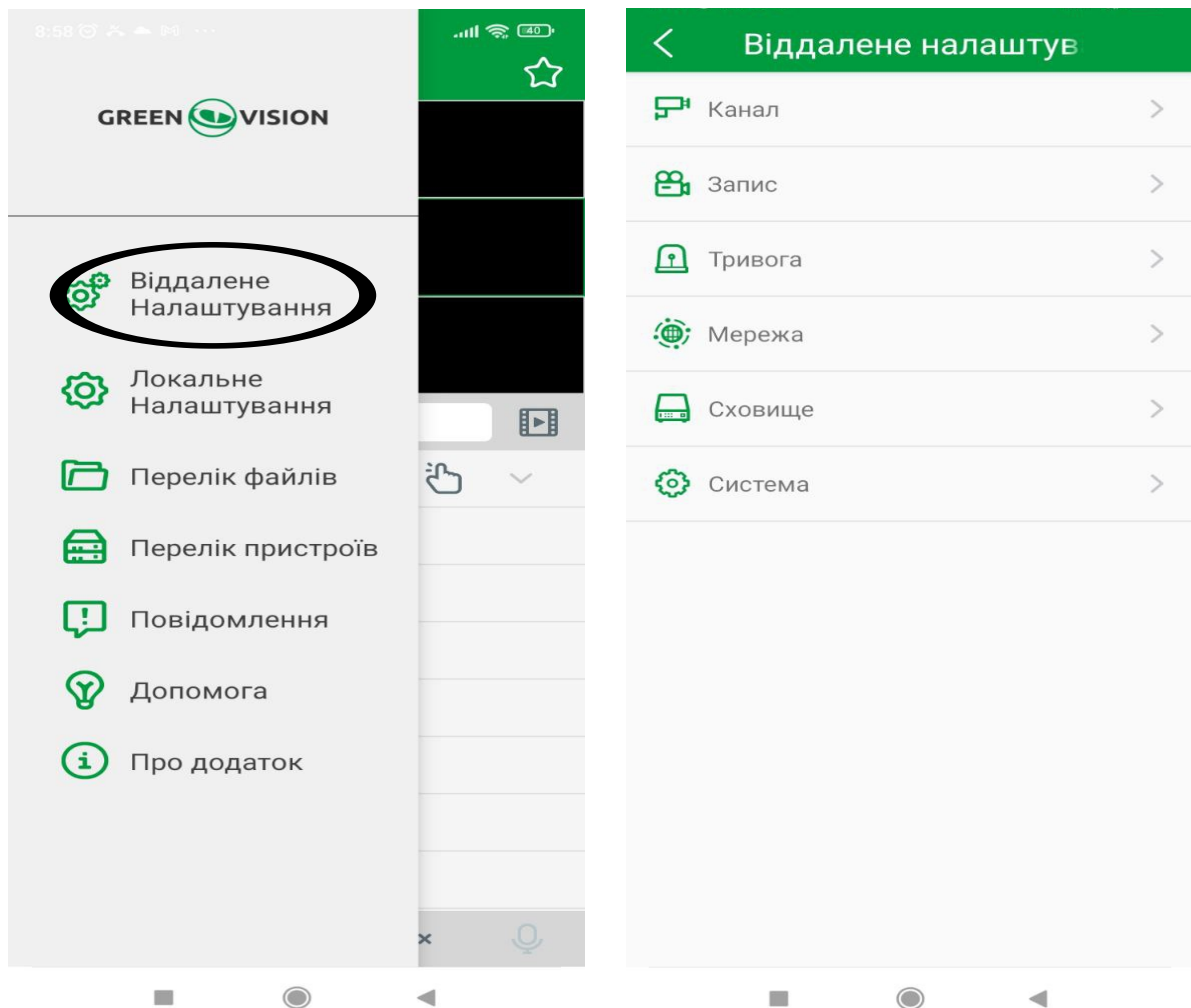 8:58
40
GREEN VISION
Віддалене
Налаштування
Локальне
Налаштування
Перелік файлів
Перелік пристроїв
Повідомлення
Допомога
Про додаток
Віддалене налаштув
Канал
Запис
Тривога
Мережа
Сховище
Система